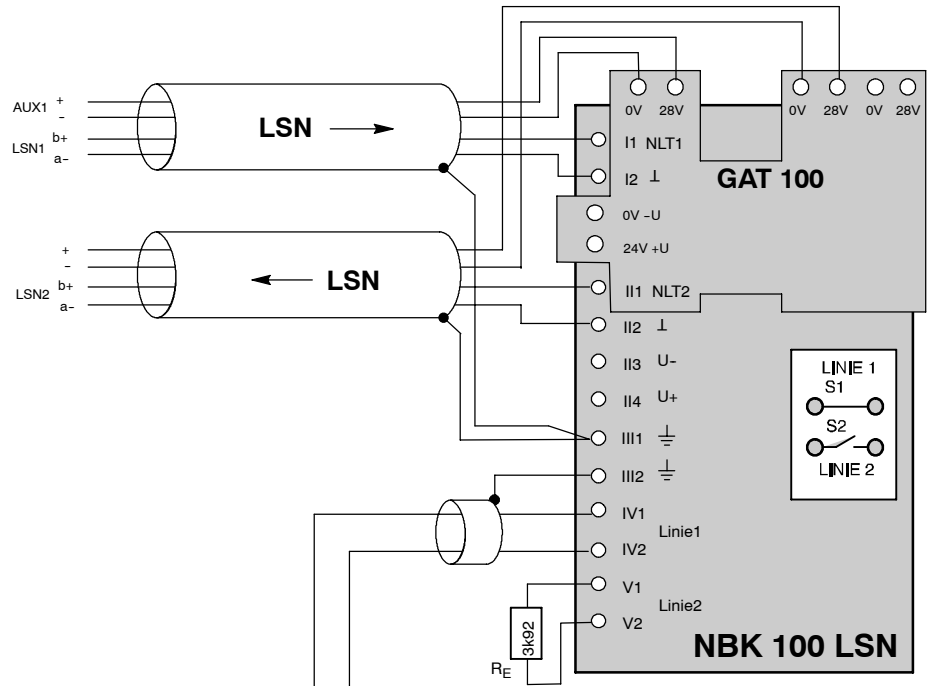 AUX1
+
-
LSN1
b+
a-
LSN
0V
28V
0V
28V
0V
28V
I1 NLT1
I2 ⊥
GAT 100
0V -U
24V +U
+
-
LSN2
b+
a-
LSN
II1 NLT2
II2 ⊥
II3 U-
II4 U+
III1
III2
LINIE 1
S1
S2
LINIE 2
IV1
Linie1
IV2
V1
Linie2
V2
3k92
RE
NBK 100 LSN